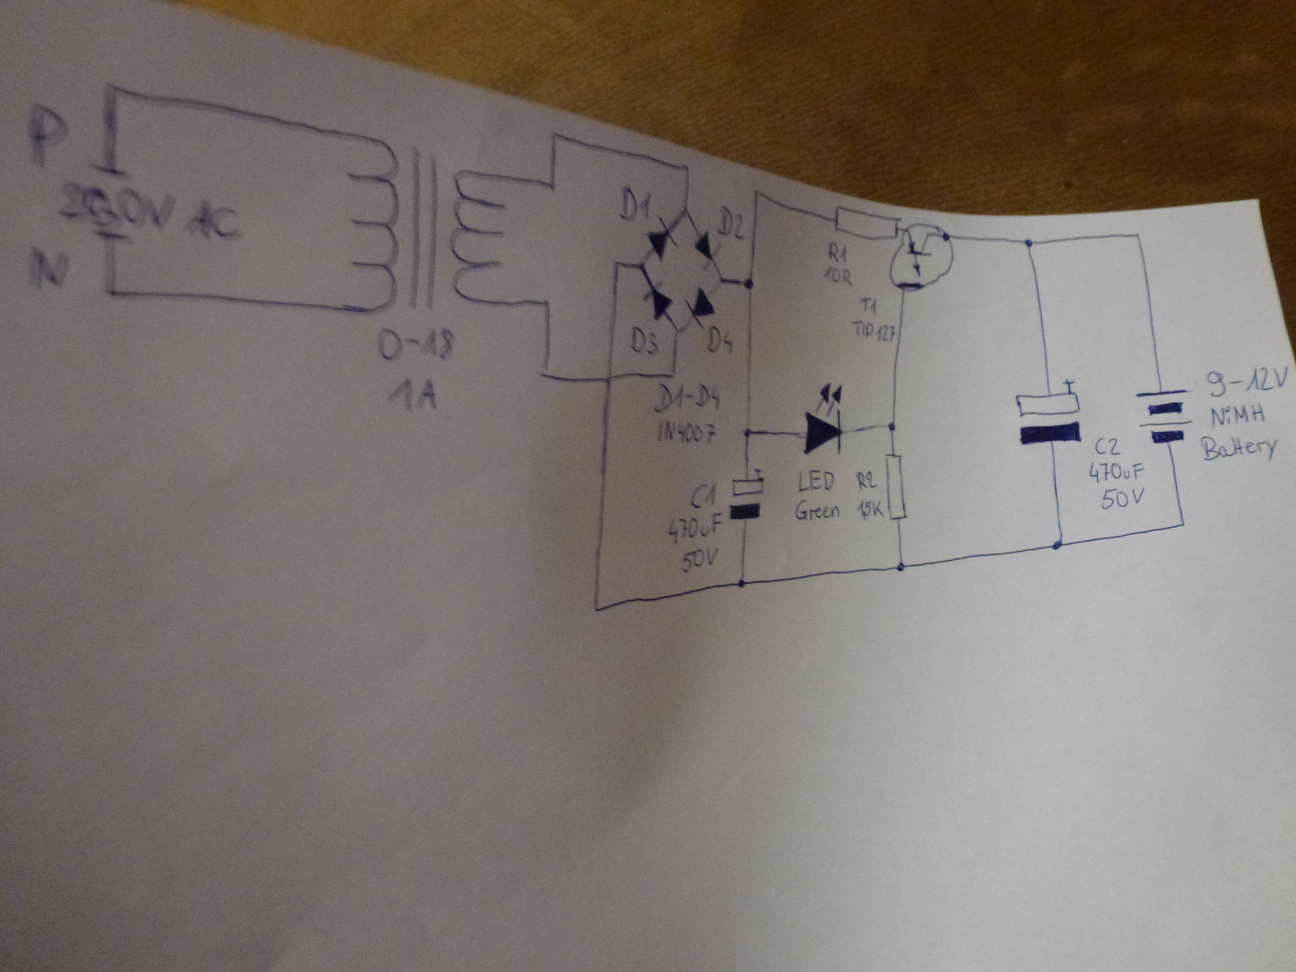 P
230V AC
N
0-18
1A
D1
D2
D3
D4
D1-D4
1N4007
R1
10R
T1
TIP127
C1
470uF
50V
LED
Green
R2
15K
C2
470uF
50V
9-12V
NiMH
Battery